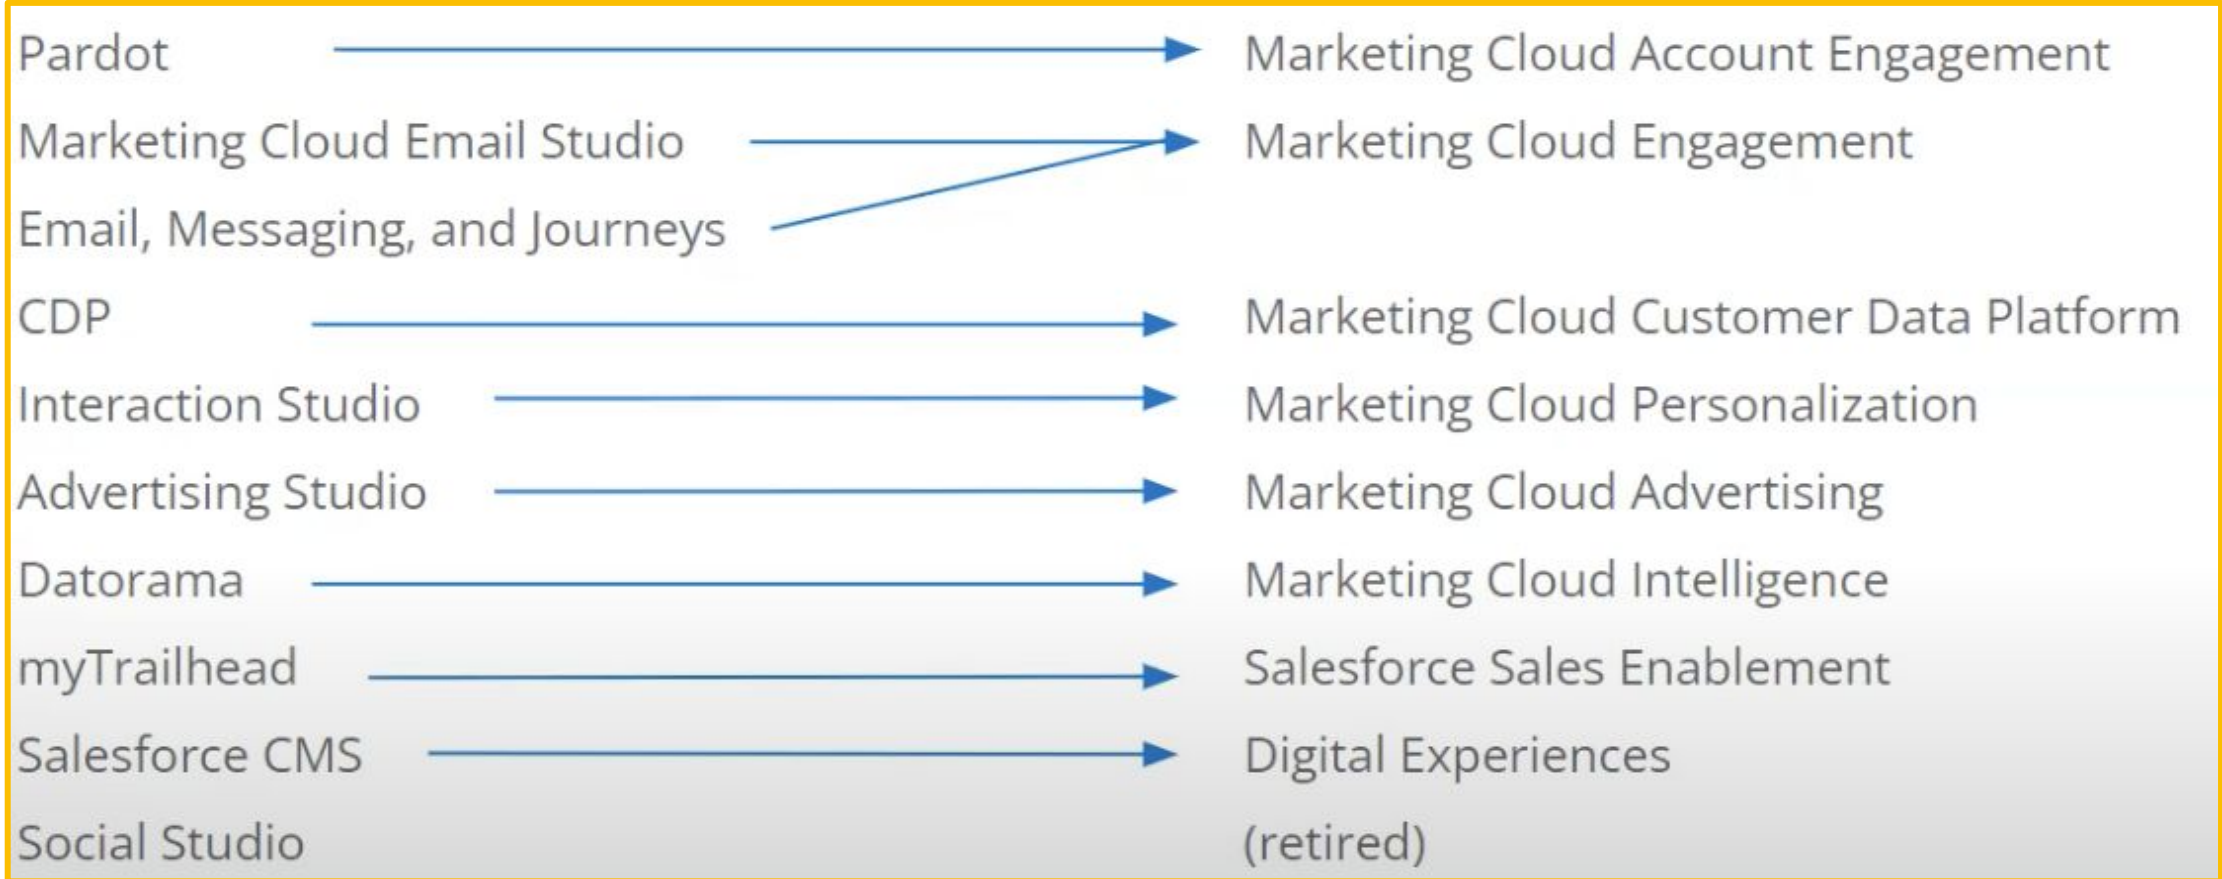 Pardot Marketing Cloud Account Engagement
Marketing Cloud Email Studio Marketing Cloud Engagement
Email, Messaging, and Journeys
CDP Marketing Cloud Customer Data Platform
Interaction Studio Marketing Cloud Personalization
Advertising Studio Marketing Cloud Advertising
Datorama Marketing Cloud Intelligence
myTrailhead Salesforce Sales Enablement
Salesforce CMS Digital Experiences
Social Studio (retired)